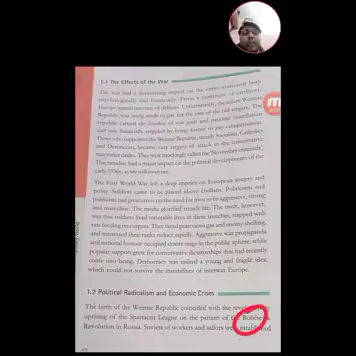 1.1 The Effects of the War
The war had a devastating impact on the entire continent both
psychologically and financially. From a continent of creditors,
Europe turned into one of debtors. Unfortunately, the infant Weimar
Republic was being made to pay for the sins of the old empire. The
republic carried the burden of war guilt and national humiliation
and was financially crippled by being forced to pay compensation.
Those who supported the Weimar Republic, mainly Socialists, Catholics
and Democrats, became easy targets of attack in the conservative
nationalist circles. They were mockingly called the 'November criminals'.
This mindset had a major impact on the political developments of the
early 1930s, as we will soon see.
The First World War left a deep imprint on European society and
polity. Soldiers came to be placed above civilians. Politicians and
publicists laid great stress on the need for men to be aggressive, strong
and masculine. The media glorified trench life. The truth, however,
was that soldiers lived miserable lives in these trenches, trapped with
rats feeding on corpses. They faced poisonous gas and enemy shelling,
and witnessed their ranks reduce rapidly. Aggressive war propaganda
and national honour occupied centre stage in the public sphere, while
popular support grew for conservative dictatorships that had recently
come into being. Democracy was indeed a young and fragile idea,
which could not survive the instabilities of interwar Europe.
1.2 Political Radicalism and Economic Crises
The birth of the Weimar Republic coincided with the
uprising of the Spartacist League on the pattern of the Bolshevik
Revolution in Russia. Soviets of workers and sailors were established